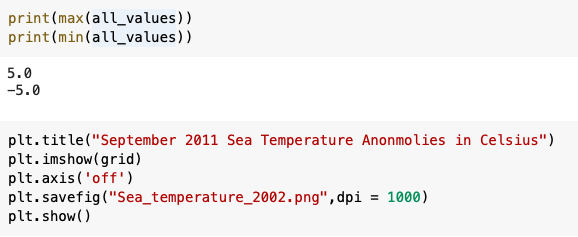 print(max(all_values))
print(min(all_values))
5.0
-5.0
plt.title("September 2011 Sea Temperature Anonmolies in Celsius")
plt.imshow(grid)
plt.axis('off')
plt.savefig("Sea_temperature_2002.png",dpi = 1000)
plt.show()